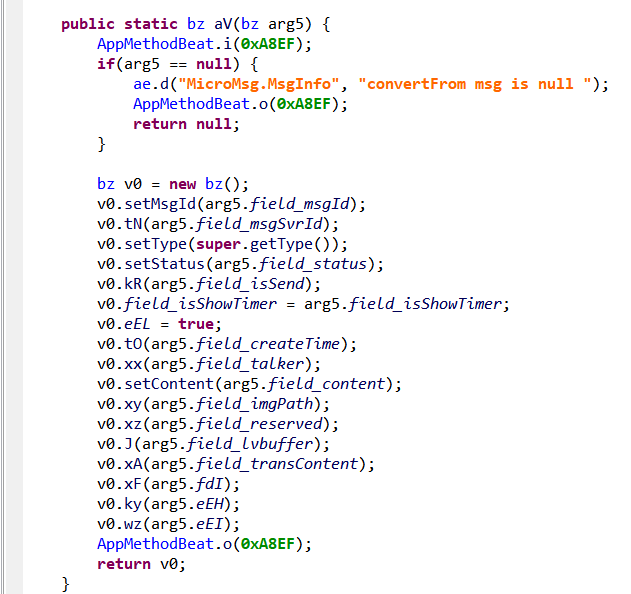 public static bz aV(bz arg5) {
    AppMethodBeat.i(0xA8EF);
    if(arg5 == null) {
        ae.d("MicroMsg.MsgInfo", "convertFrom msg is null ");
        AppMethodBeat.o(0xA8EF);
        return null;
    }

    bz v0 = new bz();
    v0.setMsgId(arg5.field_msgId);
    v0.tN(arg5.field_msgSvrId);
    v0.setType(super.getType());
    v0.setStatus(arg5.field_status);
    v0.kR(arg5.field_isSend);
    v0.field_isShowTimer = arg5.field_isShowTimer;
    v0.eEL = true;
    v0.tO(arg5.field_createTime);
    v0.xx(arg5.field_talker);
    v0.setContent(arg5.field_content);
    v0.xy(arg5.field_imgPath);
    v0.xz(arg5.field_reserved);
    v0.J(arg5.field_lvbuffer);
    v0.xA(arg5.field_transContent);
    v0.xF(arg5.fdI);
    v0.ky(arg5.eEH);
    v0.wz(arg5.eEI);
    AppMethodBeat.o(0xA8EF);
    return v0;
}